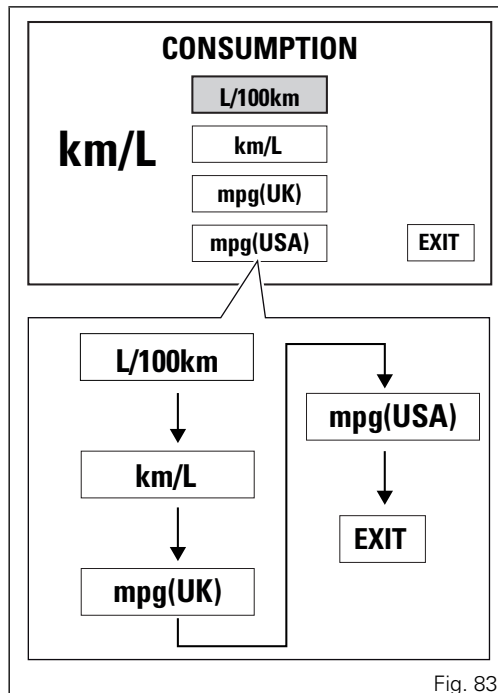 CONSUMPTION
km/L
L/100km
km/L
mpg(UK)
mpg(USA)
EXIT
L/100km
km/L
mpg(UK)
mpg(USA)
EXIT
Fig. 83